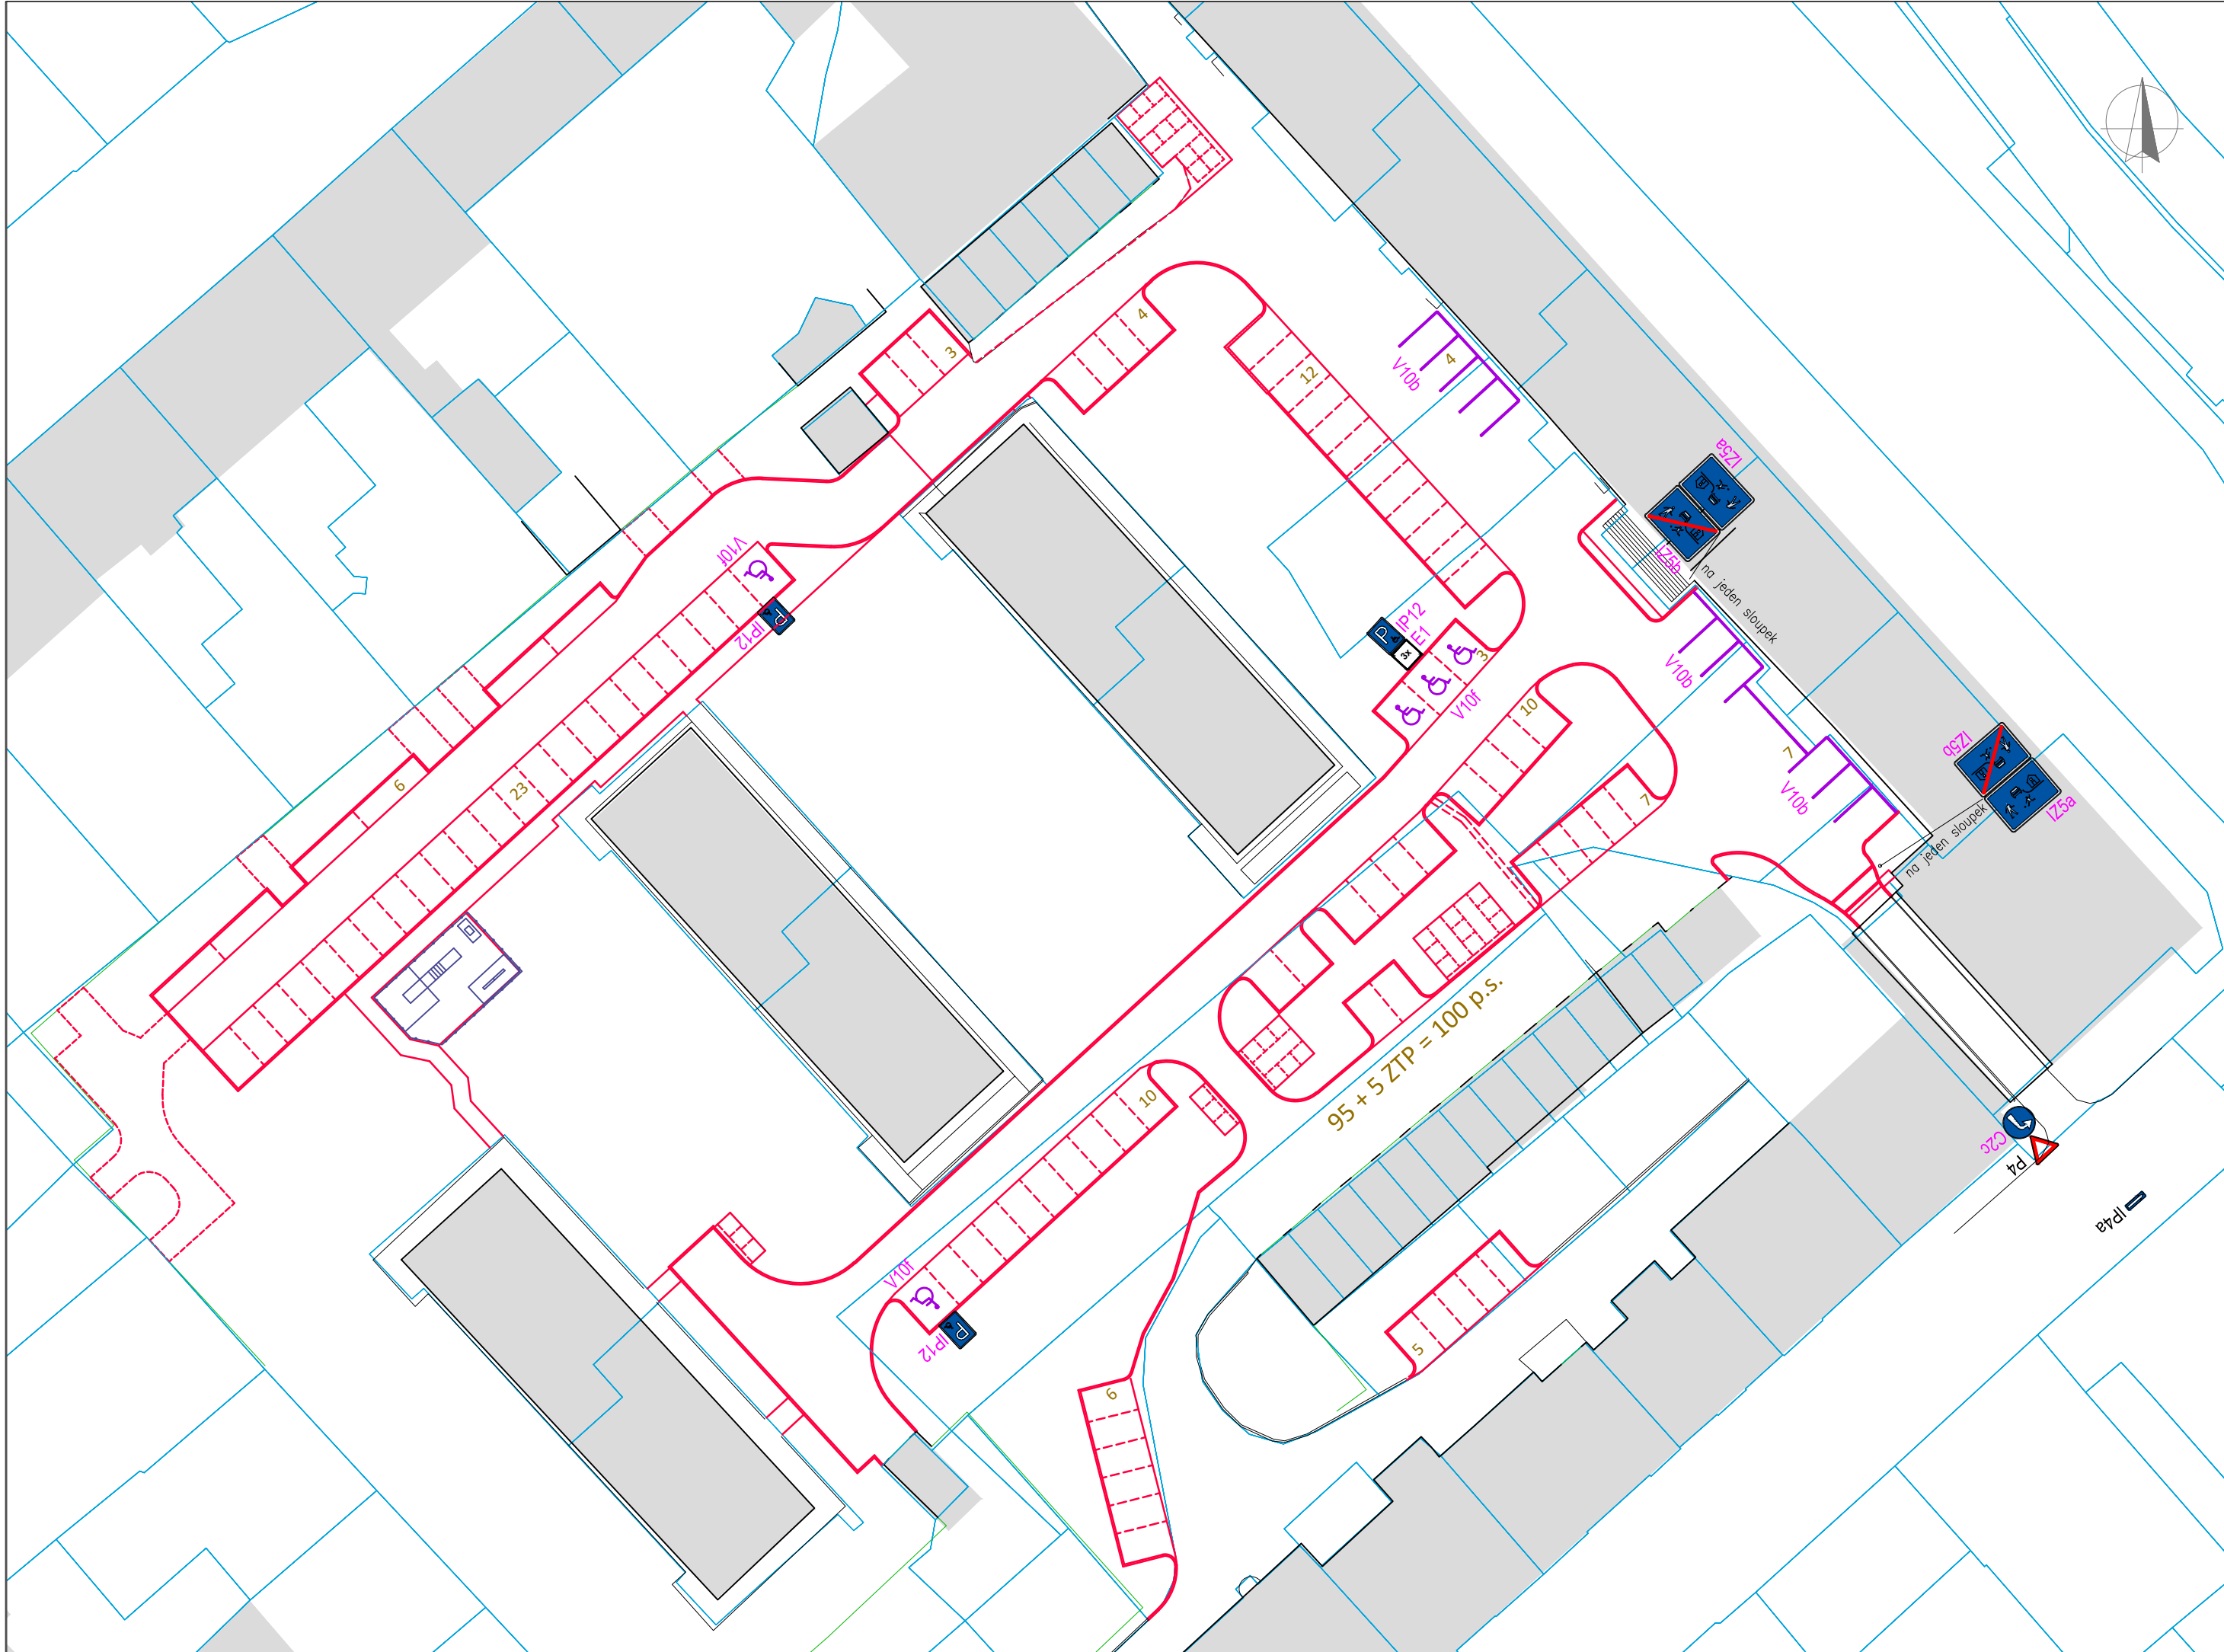 3
4
12
V10b
4
IZ5a
IZ5b
na jeden sloupek
V10f
IP12
IP12
E1
3x
3
V10f
V10b
10
7
7
V10b
IZ5b
IZ5a
na jeden sloupek
6
23
95 + 5 ZTP = 100 p.s.
10
C2c
P4
IP4a
V10f
IP12
5
6
P
P
P